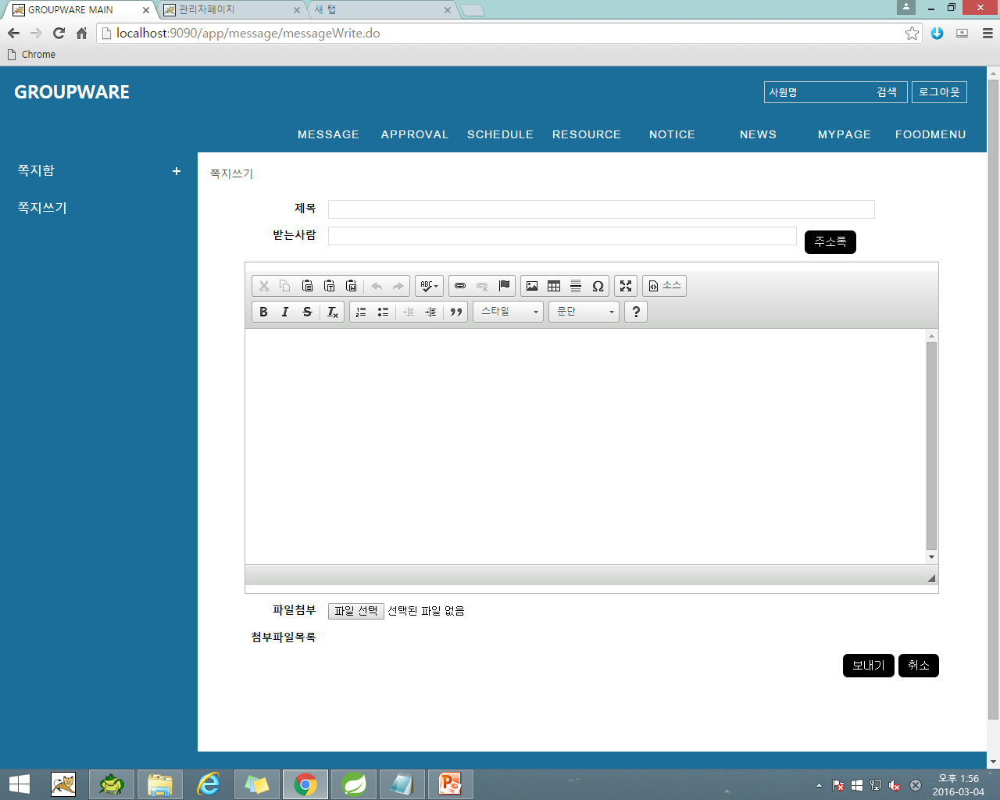 GROUPWARE MAIN
관리자페이지
새 탭
localhost:9090/app/message/messageWrite.do
Chrome
GROUPWARE
사원명 검색 로그아웃
MESSAGE APPROVAL SCHEDULE RESOURCE NOTICE NEWS MYPAGE FOODMENU
쪽지함 +
쪽지쓰기
쪽지쓰기
제목
받는사람 주소록
ABC Ω 소스
B I S Tx 스타일 문단 ?
파일첨부 파일 선택 선택된 파일 없음
첨부파일목록
보내기 취소
오후 1:56
2016-03-04